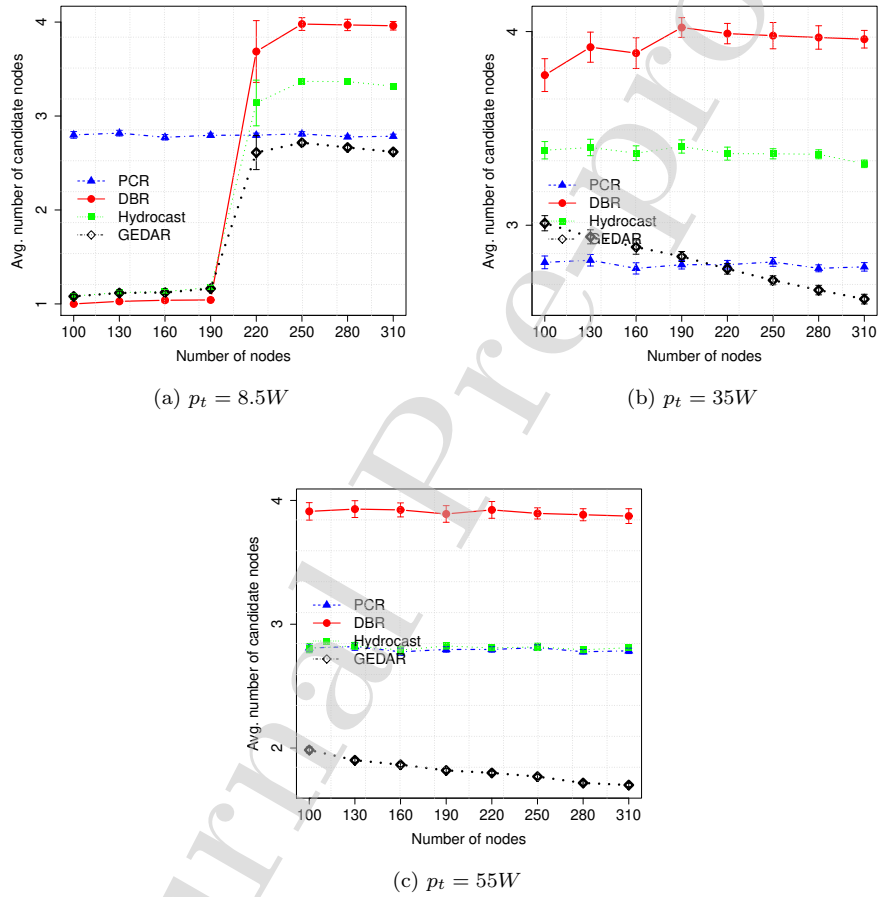 Avg. number of candidate nodes
4
3
2
1
PCR
DBR
Hydrocast
GEDAR
100 130 160 190 220 250 280 310
Number of nodes
(a) p_t = 8.5W
Avg. number of candidate nodes
4
3
PCR
DBR
Hydrocast
GEDAR
100 130 160 190 220 250 280 310
Number of nodes
(b) p_t = 35W
Avg. number of candidate nodes
4
3
2
PCR
DBR
Hydrocast
GEDAR
100 130 160 190 220 250 280 310
Number of nodes
(c) p_t = 55W
urnal Pre-pro